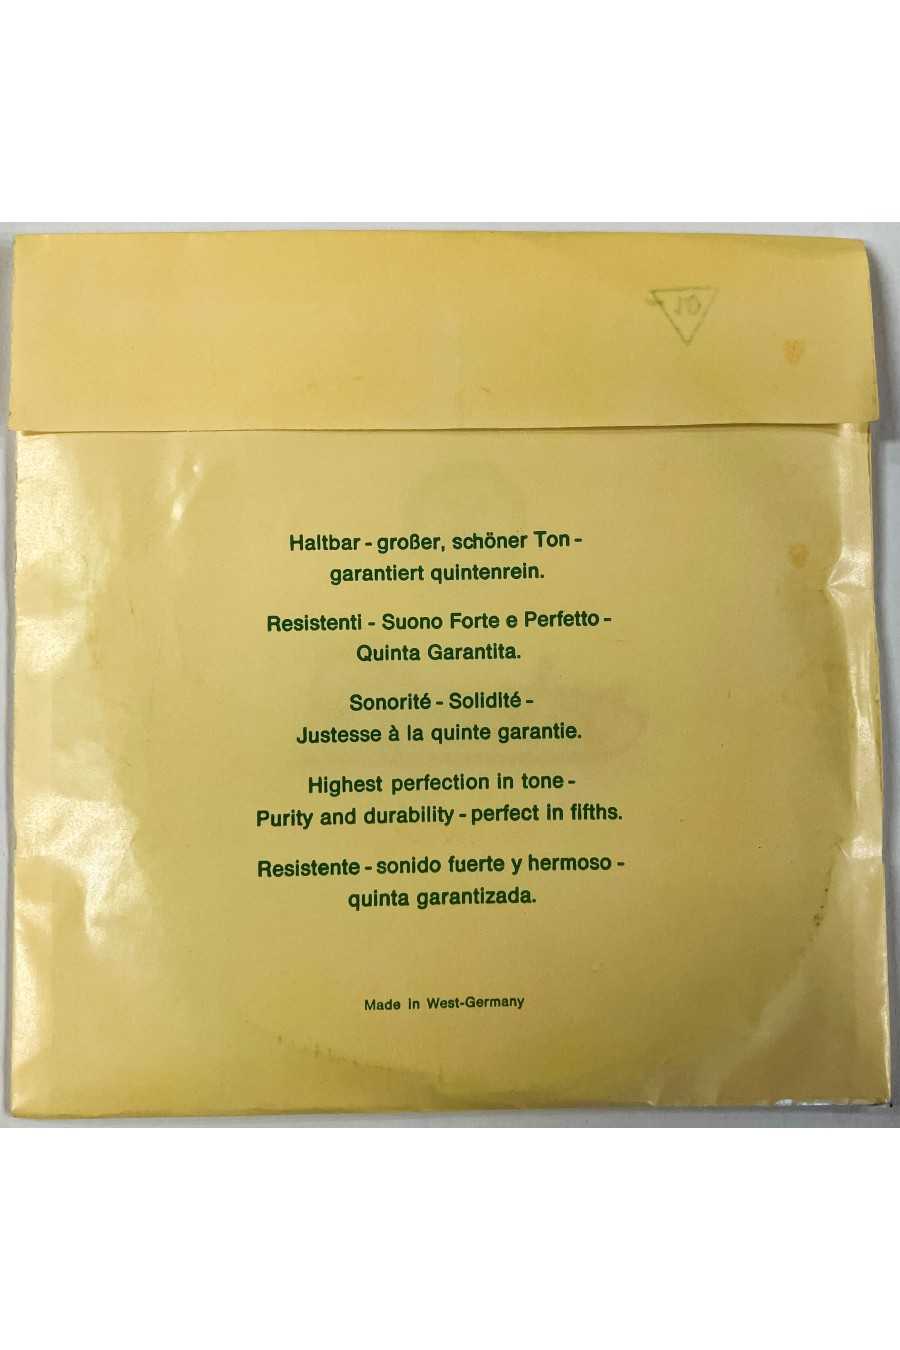 10
Haltbar - großer, schöner Ton -
garantiert quintenrein.
Resistenti - Suono Forte e Perfetto -
Quinta Garantita.
Sonorité - Solidité -
Justesse à la quinte garantie.
Highest perfection in tone -
Purity and durability - perfect in fifths.
Resistente - sonido fuerte y hermoso -
quinta garantizada.
Made in West-Germany